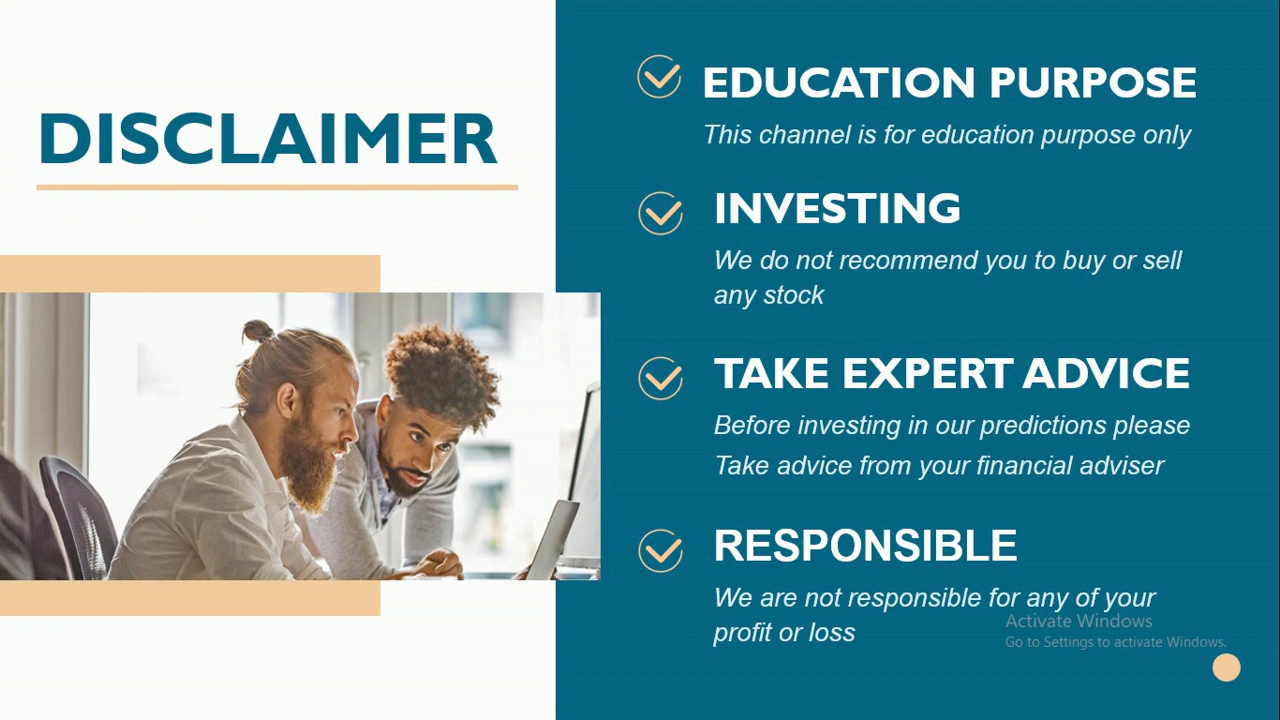 DISCLAIMER
EDUCATION PURPOSE
This channel is for education purpose only
INVESTING
We do not recommend you to buy or sell
any stock
TAKE EXPERT ADVICE
Before investing in our predictions please
Take advice from your financial adviser
RESPONSIBLE
We are not responsible for any of your
profit or loss
Activate Windows
Go to Settings to activate Windows.